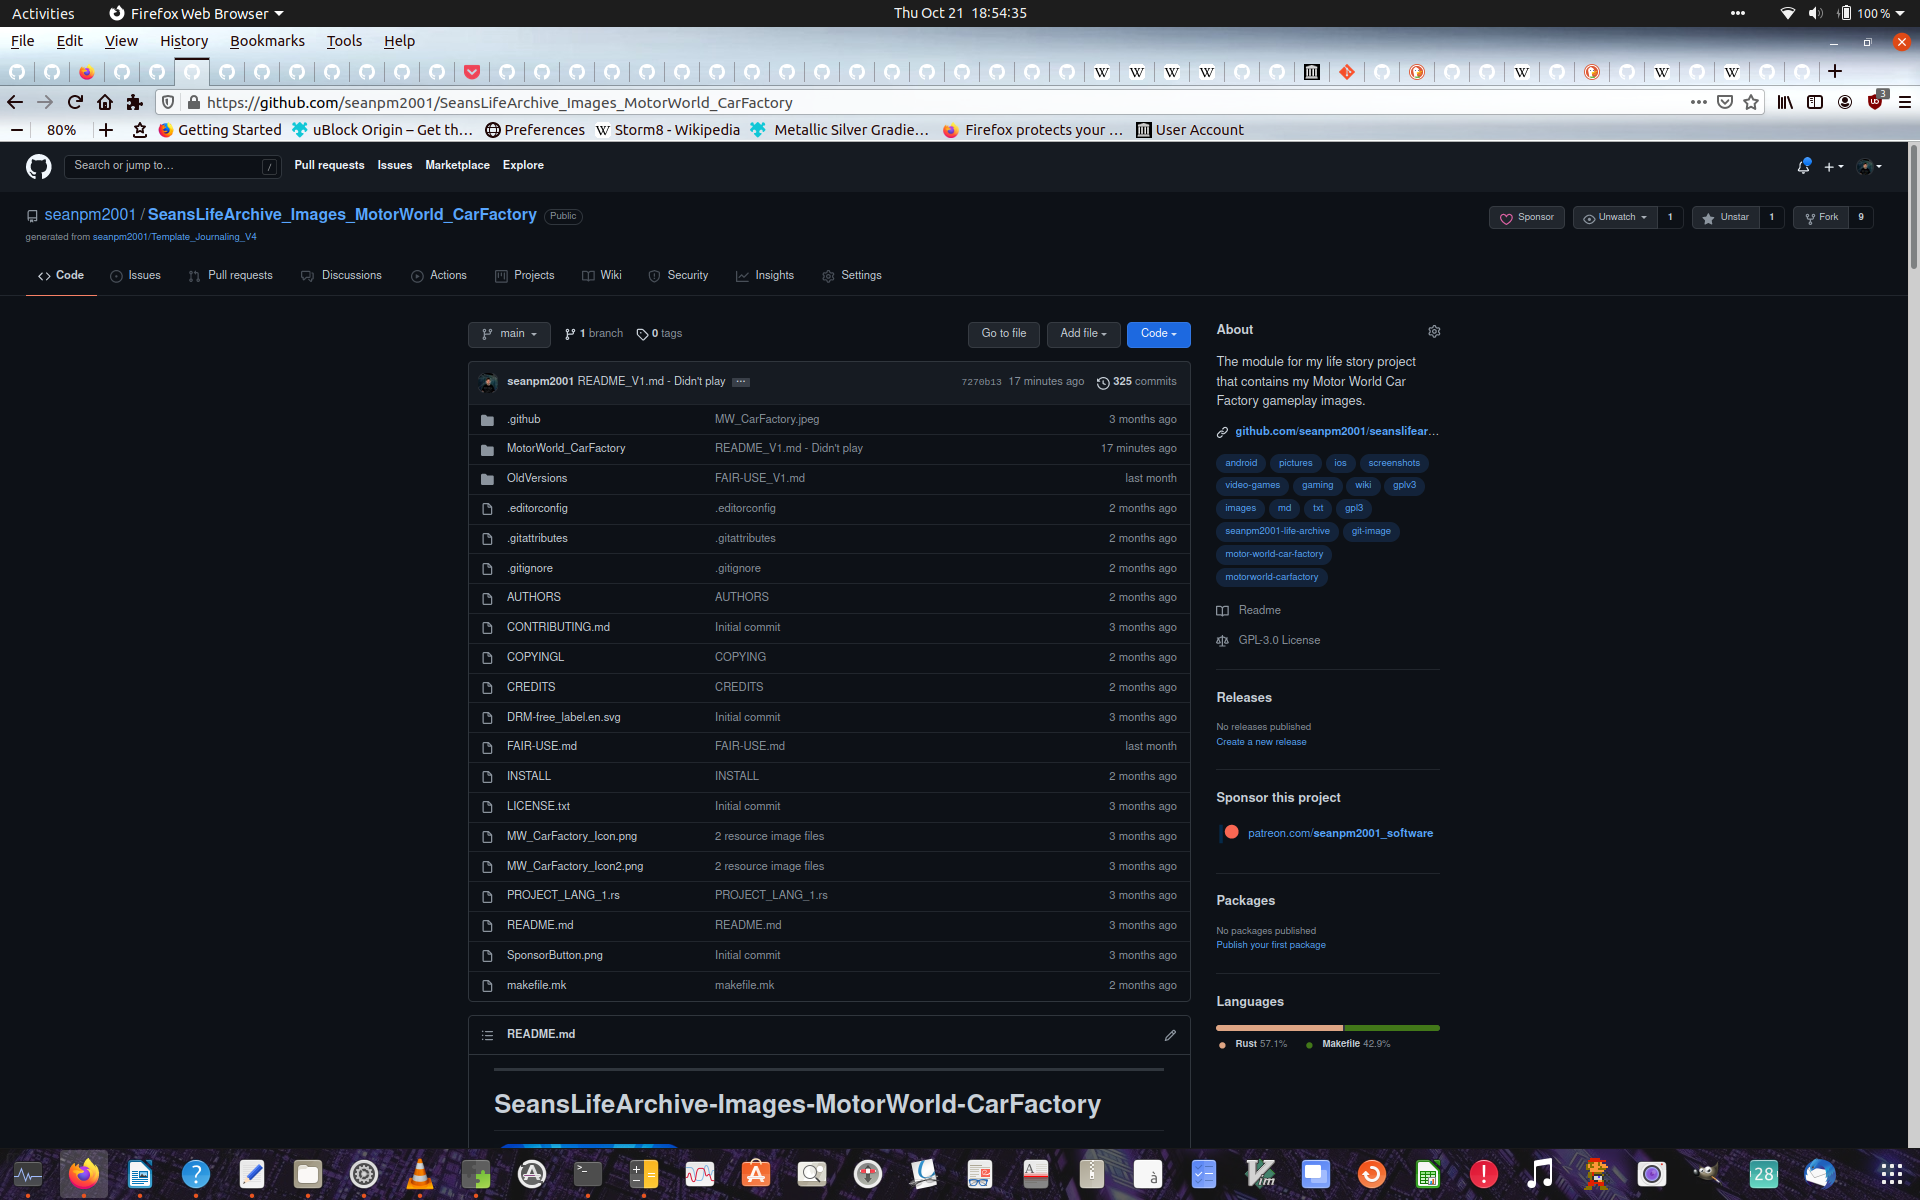 Activities Firefox Web Browser Thu Oct 21 18:54:35 100 %
File Edit View History Bookmarks Tools Help
https://github.com/seanpm2001/SeansLifeArchive_Images_MotorWorld_CarFactory 3
80% Getting Started uBlock Origin – Get th… Preferences Storm8 - Wikipedia Metallic Silver Gradie… Firefox protects your … User Account
Search or jump to… / Pull requests Issues Marketplace Explore
seanpm2001 / SeansLifeArchive_Images_MotorWorld_CarFactory Public Sponsor Unwatch 1 Unstar 1 Fork 9
generated from seanpm2001/Template_Journaling_V4
Code Issues Pull requests Discussions Actions Projects Wiki Security Insights Settings
main 1 branch 0 tags Go to file Add file Code
seanpm2001 README_V1.md - Didn't play ... 7270b13 17 minutes ago 325 commits
.github MW_CarFactory.jpeg 3 months ago
MotorWorld_CarFactory README_V1.md - Didn't play 17 minutes ago
OldVersions FAIR-USE_V1.md last month
.editorconfig .editorconfig 2 months ago
.gitattributes .gitattributes 2 months ago
.gitignore .gitignore 2 months ago
AUTHORS AUTHORS 2 months ago
CONTRIBUTING.md Initial commit 3 months ago
COPYINGL COPYING 2 months ago
CREDITS CREDITS 2 months ago
DRM-free_label.en.svg Initial commit 3 months ago
FAIR-USE.md FAIR-USE.md last month
INSTALL INSTALL 2 months ago
LICENSE.txt Initial commit 3 months ago
MW_CarFactory_Icon.png 2 resource image files 3 months ago
MW_CarFactory_Icon2.png 2 resource image files 3 months ago
PROJECT_LANG_1.rs PROJECT_LANG_1.rs 3 months ago
README.md README.md 3 months ago
SponsorButton.png Initial commit 3 months ago
makefile.mk makefile.mk 2 months ago
README.md
SeansLifeArchive-Images-MotorWorld-CarFactory
About
The module for my life story project
that contains my Motor World Car
Factory gameplay images.
github.com/seanpm2001/seanslifear…
android pictures ios screenshots
video-games gaming wiki gplv3
images md txt gpl3
seanpm2001-life-archive git-image
motor-world-car-factory
motorworld-carfactory
Readme
GPL-3.0 License
Releases
No releases published
Create a new release
Sponsor this project
patreon.com/seanpm2001_software
Packages
No packages published
Publish your first package
Languages
Rust 57.1% Makefile 42.9%
28